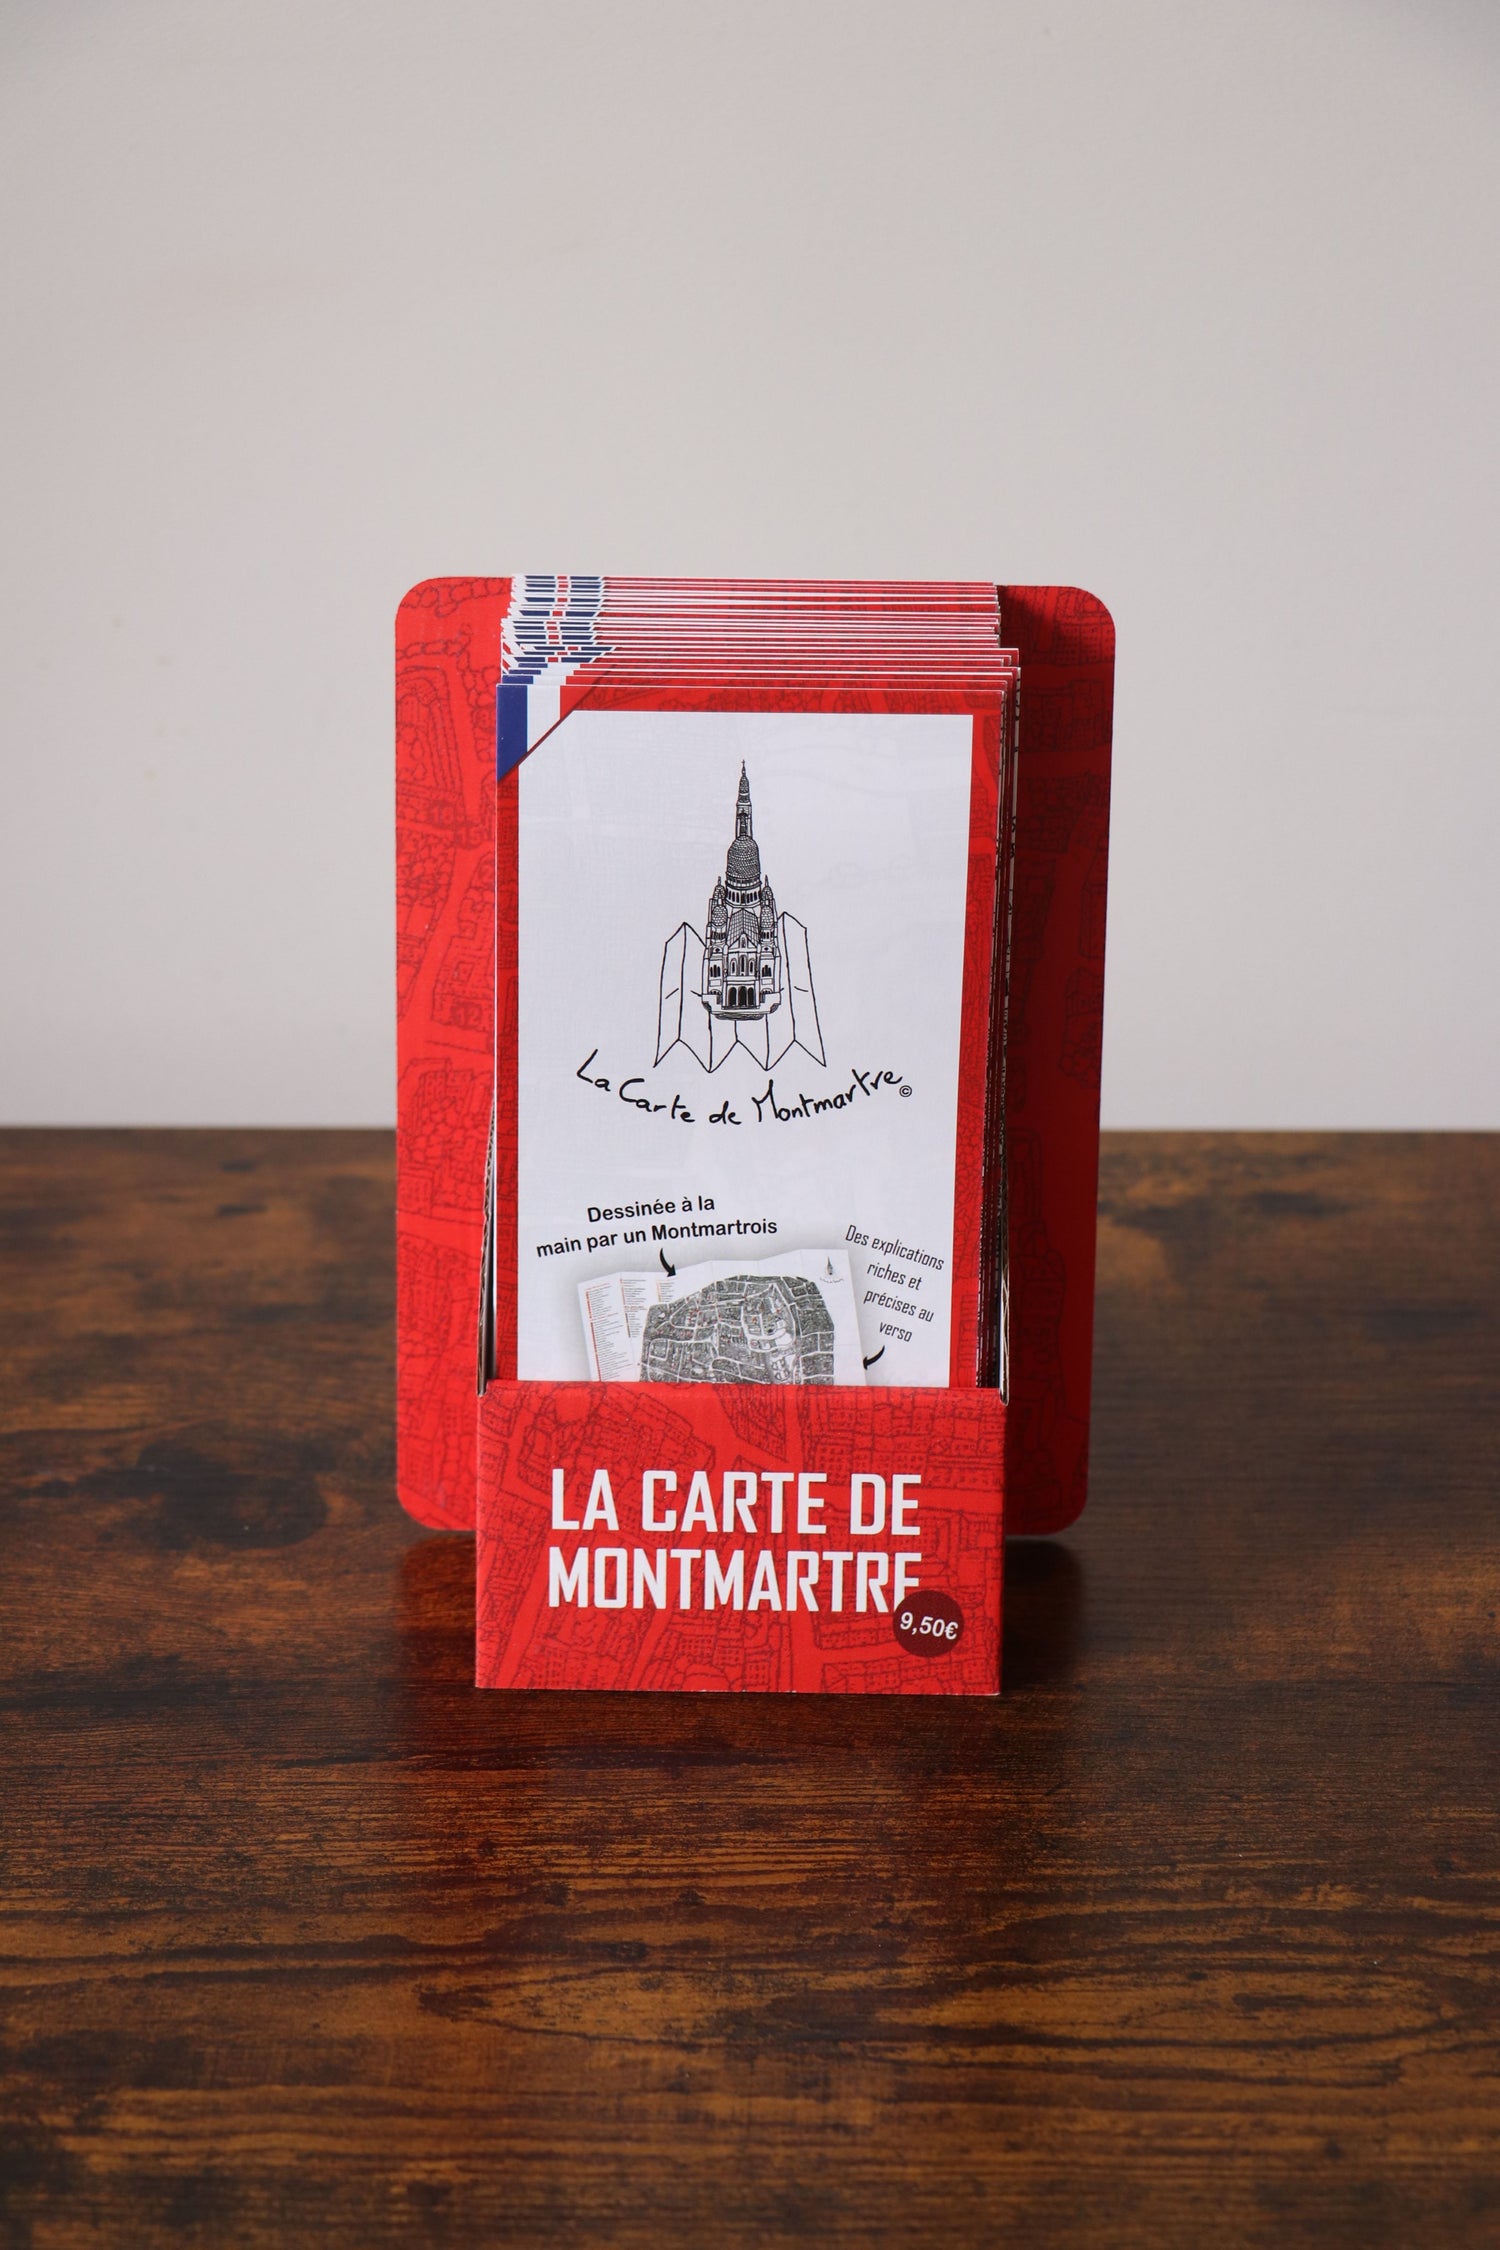 La Carte de Montmartre ©
Dessinée à la
main par un Montmartrois
Des explications
riches et
précises au
verso
LA CARTE DE
MONTMARTRE
9,50€